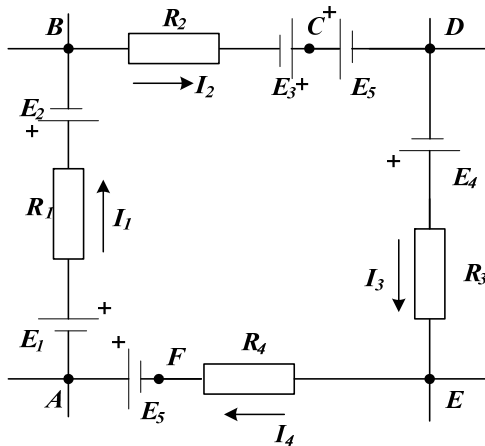 B R₂ C + D
I₂ E₃ + E₅
E₂
+ + E₄
R₁ I₁
I₃ R₃
+
E₁ + F R₄
A E₅ E
I₄